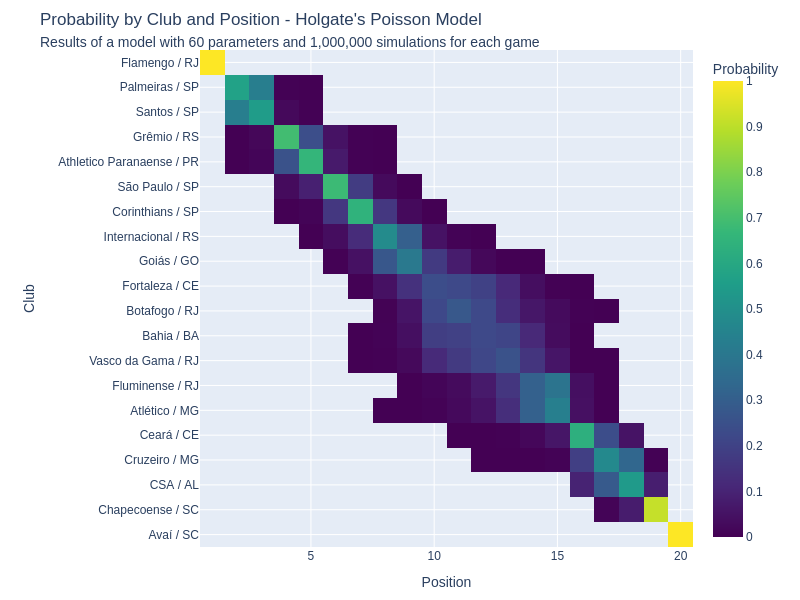 Probability by Club and Position - Holgate's Poisson Model
Results of a model with 60 parameters and 1,000,000 simulations for each game
Probability
Flamengo / RJ
Palmeiras / SP
Santos / SP
Grêmio / RS
Athletico Paranaense / PR
São Paulo / SP
Corinthians / SP
Internacional / RS
Goiás / GO
Fortaleza / CE
Botafogo / RJ
Bahia / BA
Vasco da Gama / RJ
Fluminense / RJ
Atlético / MG
Ceará / CE
Cruzeiro / MG
CSA / AL
Chapecoense / SC
Avaí / SC
Club
5
10
15
20
Position
1
0.9
0.8
0.7
0.6
0.5
0.4
0.3
0.2
0.1
0